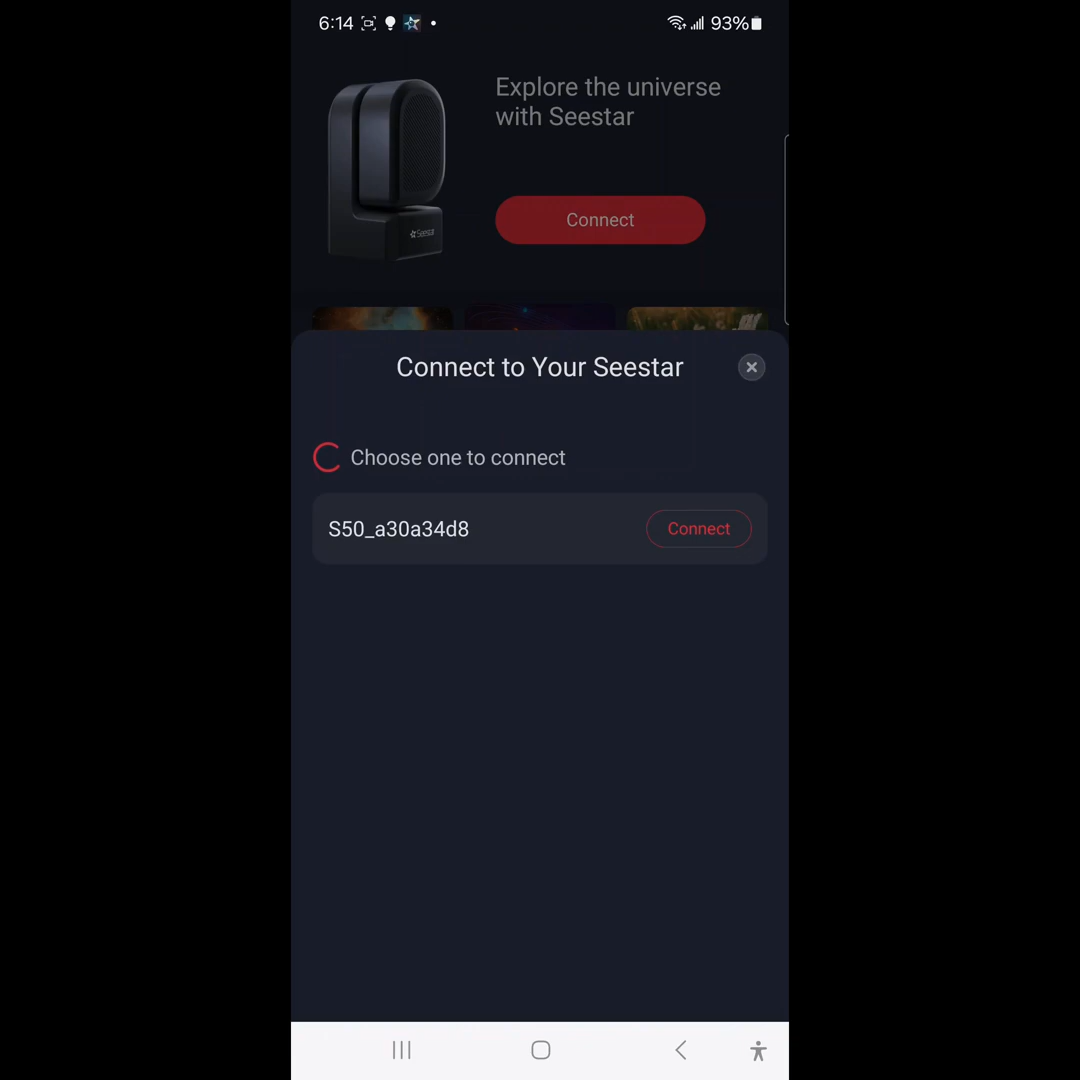 6:14
93%
Explore the universe
with Seestar
Connect
Seestar
Connect to Your Seestar
Choose one to connect
S50_a30a34d8
Connect